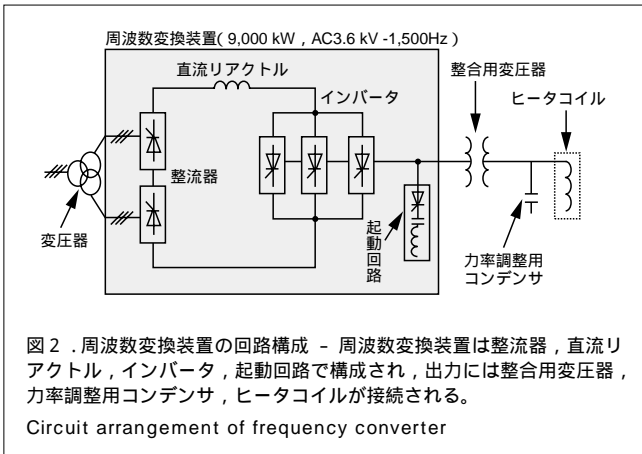 周波数変換装置( 9,000 kW , AC3.6 kV -1,500Hz )
直流リアクトル
整合用変圧器
インバータ
ヒータコイル
整流器
変圧器
起動回路
力率調整用
コンデンサ
図2 . 周波数変換装置の回路構成 - 周波数変換装置は整流器 , 直流リ
アクトル , インバータ , 起動回路で構成され , 出力には整合用変圧器 ,
力率調整用コンデンサ , ヒータコイルが接続される。
Circuit arrangement of frequency converter